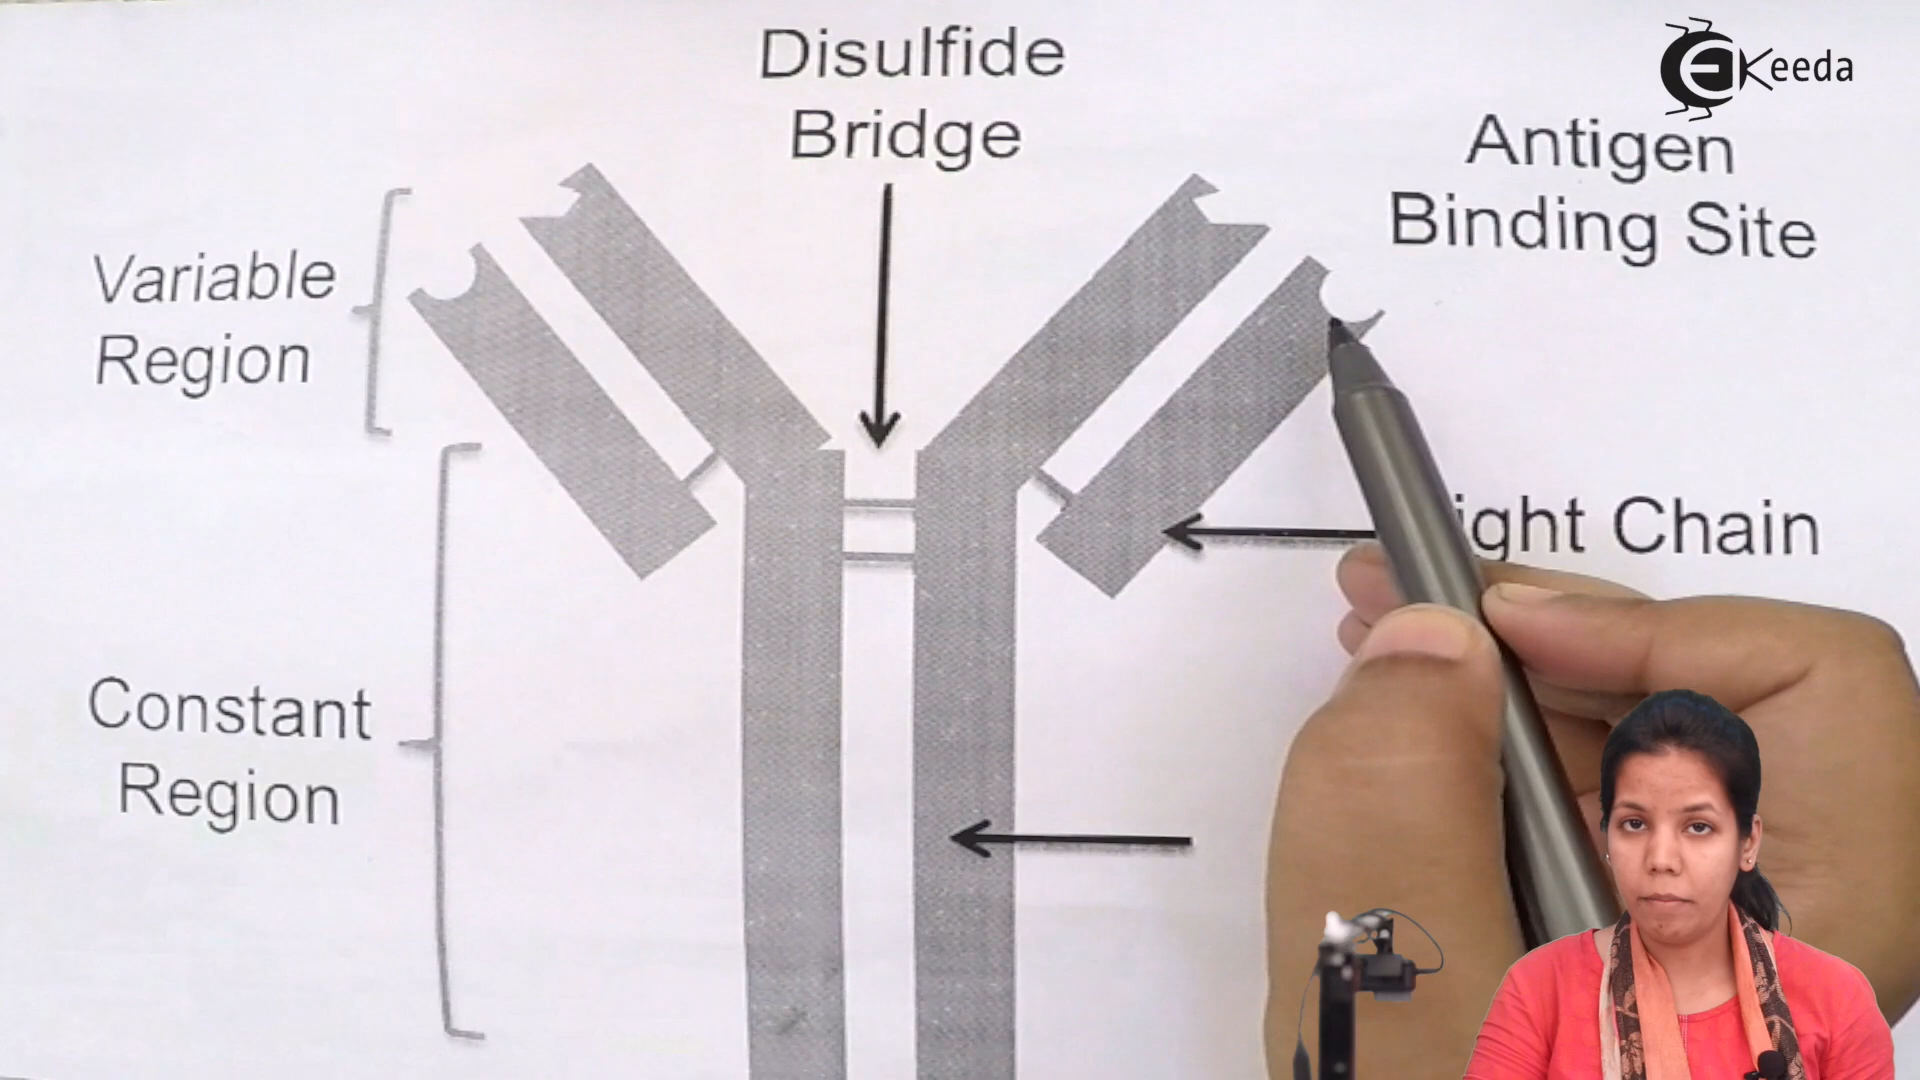 Disulfide
Bridge
Keeda
Antigen
Binding Site
Variable
Region
ight Chain
Constant
Region